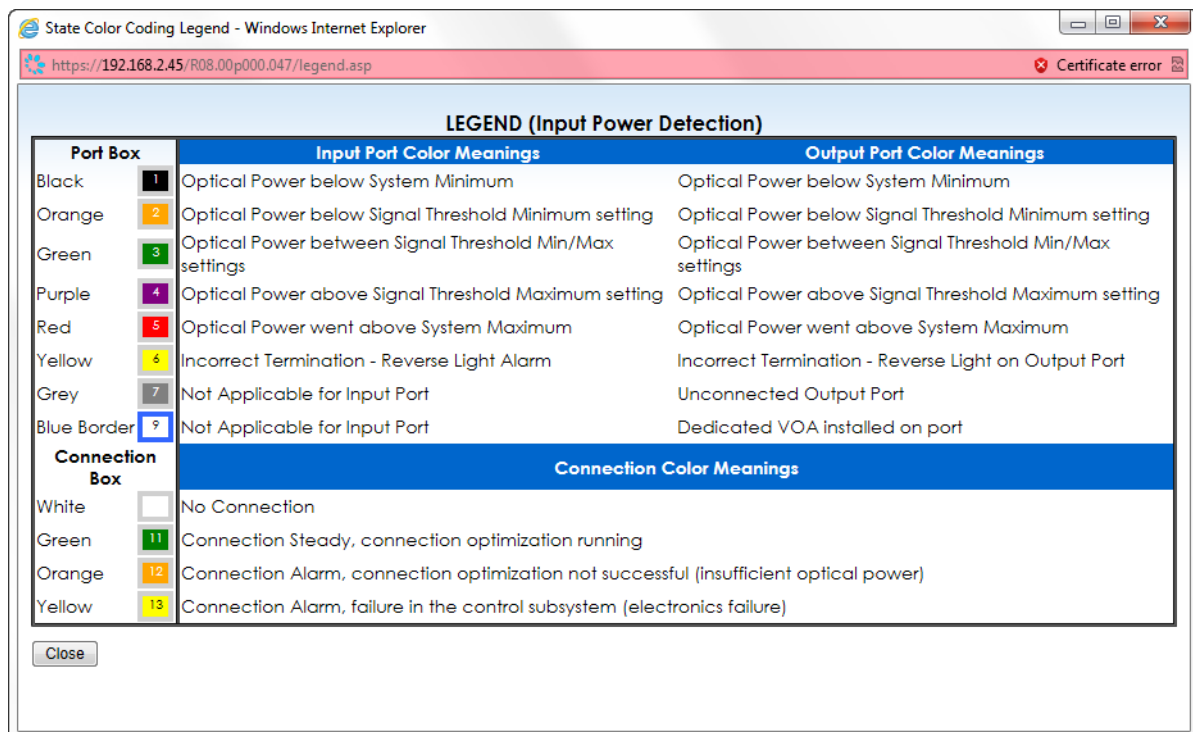 State Color Coding Legend - Windows Internet Explorer
https://192.168.2.45/R08.00p000.047/legend.asp Certificate error
LEGEND (Input Power Detection)
Port Box Input Port Color Meanings Output Port Color Meanings
Black 1 Optical Power below System Minimum Optical Power below System Minimum
Orange 2 Optical Power below Signal Threshold Minimum setting Optical Power below Signal Threshold Minimum setting
Green 3 Optical Power between Signal Threshold Min/Max Optical Power between Signal Threshold Min/Max
settings settings
Purple 4 Optical Power above Signal Threshold Maximum setting Optical Power above Signal Threshold Maximum setting
Red 5 Optical Power went above System Maximum Optical Power went above System Maximum
Yellow 6 Incorrect Termination - Reverse Light Alarm Incorrect Termination - Reverse Light on Output Port
Grey 7 Not Applicable for Input Port Unconnected Output Port
Blue Border 9 Not Applicable for Input Port Dedicated VOA installed on port
Connection
Box
Connection Color Meanings
White No Connection
Green 11 Connection Steady, connection optimization running
Orange 12 Connection Alarm, connection optimization not successful (insufficient optical power)
Yellow 13 Connection Alarm, failure in the control subsystem (electronics failure)
Close